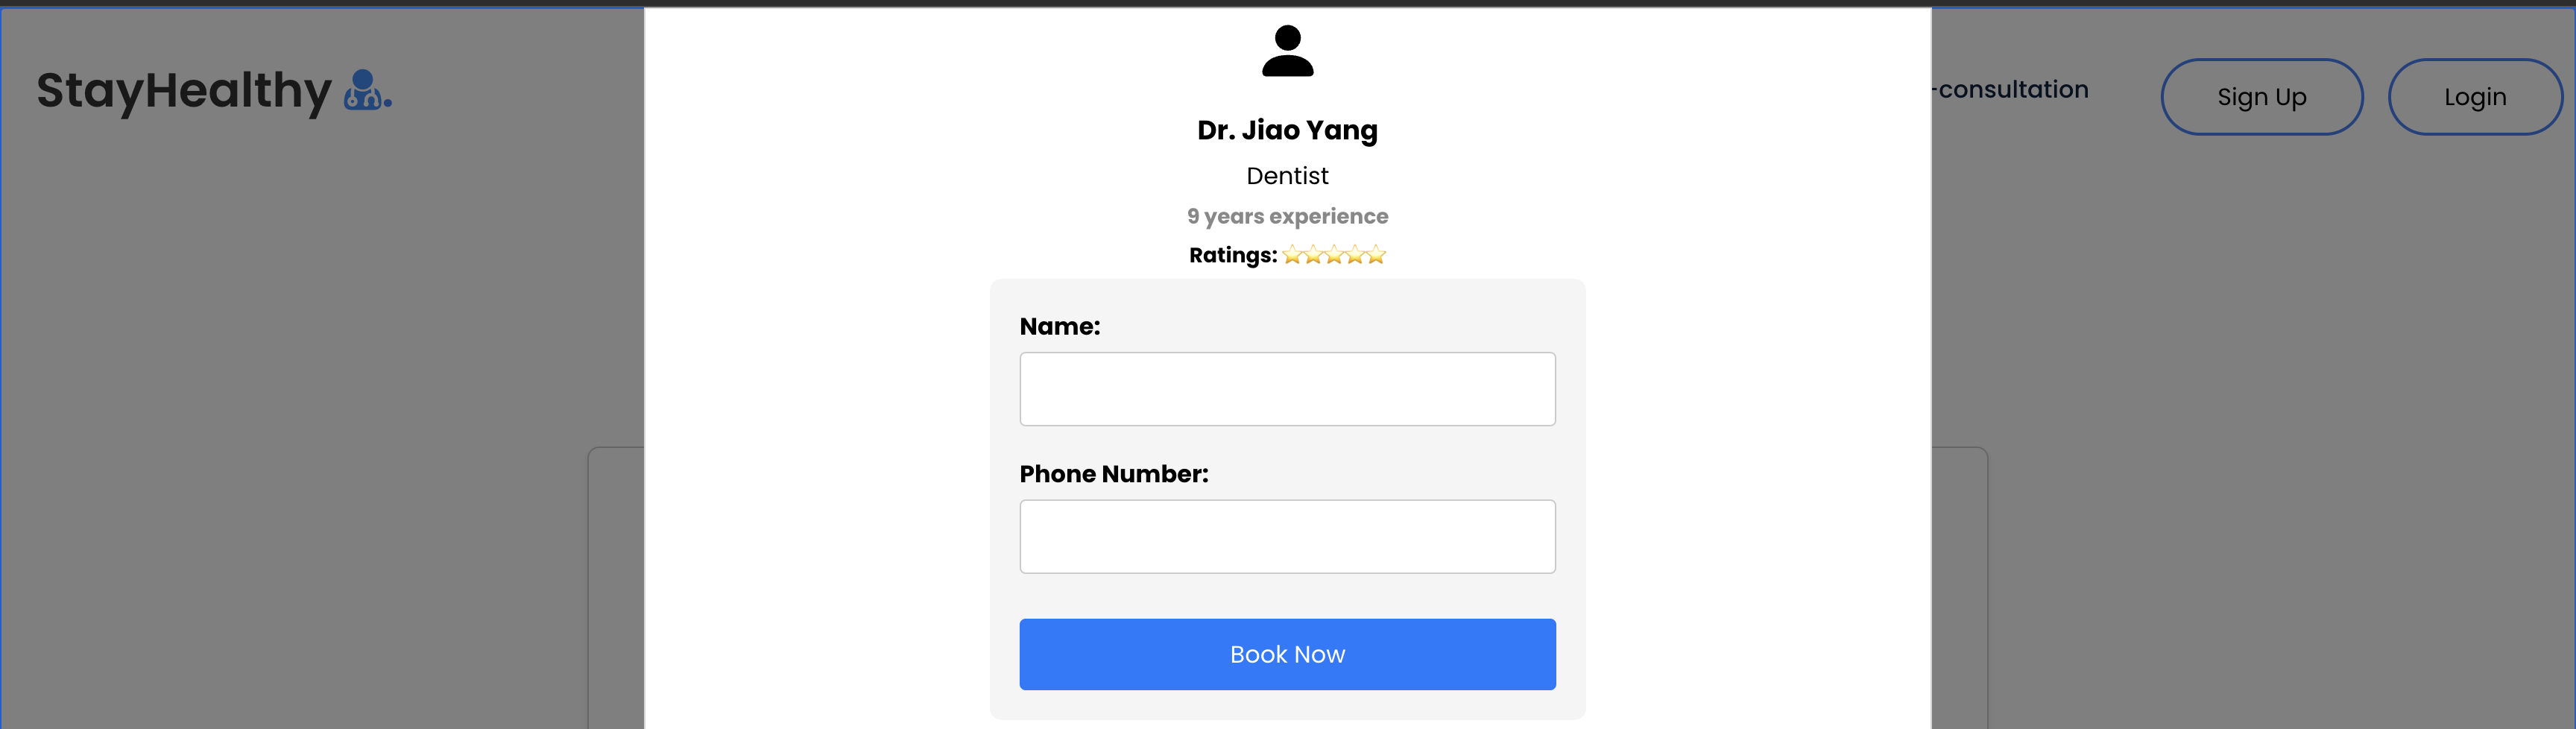 StayHealthy
-consultation
Sign Up
Login
Dr. Jiao Yang
Dentist
9 years experience
Ratings: ⭐⭐⭐⭐⭐
Name:
Phone Number:
Book Now